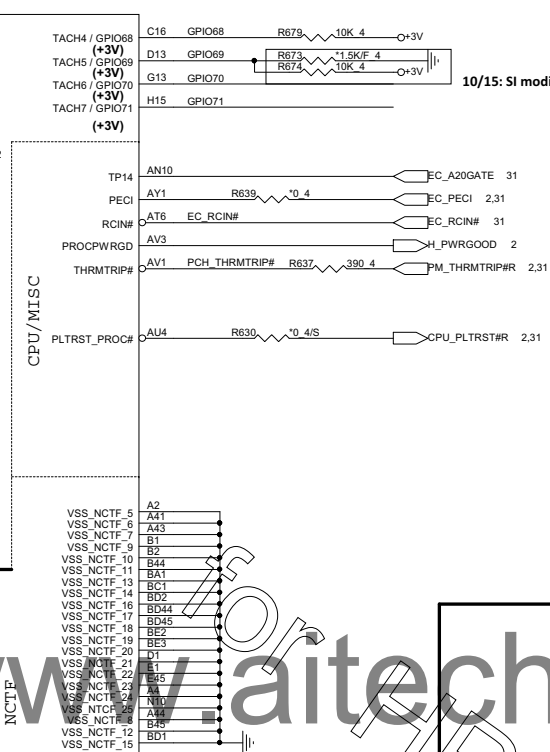 TACH4 / GPIO68 C16 GPIO68 R679 10K_4 +3V
(+3V)
TACH5 / GPIO69 D13 GPIO69 R673 *1.5K/F_4
(+3V)
R674 10K_4 +3V
TACH6 / GPIO70 G13 GPIO70
(+3V)
10/15: SI modi
TACH7 / GPIO71 H15 GPIO71
(+3V)
TP14 AN10 EC_A20GATE 31
PECI AY1 R639 *0_4 EC_PECI 2,31
RCIN# AT6 EC_RCIN# EC_RCIN# 31
PROCPWRGD AV3 H_PWRGOOD 2
THRMTRIP# AV1 PCH_THRMTRIP# R637 390_4 PM_THRMTRIP#R 2,31
CPU/MISC
PLTRST_PROC# AU4 R630 *0_4/S CPU_PLTRST#R 2,31
VSS_NCTF_5 A2
VSS_NCTF_6 A41
VSS_NCTF_7 A43
VSS_NCTF_9 B1
VSS_NCTF_10 B2
VSS_NCTF_11 B44
VSS_NCTF_13 BA1
VSS_NCTF_14 BC1
VSS_NCTF_16 BD2
VSS_NCTF_17 BD44
VSS_NCTF_18 BD45
VSS_NCTF_19 BE2
VSS_NCTF_20 BE3
VSS_NCTF_21 D1
VSS_NCTF_22 E1
VSS_NCTF_23 E45
VSS_NCTF_24 A4
VSS_NTCF_25 N10
VSS_NCTF_8 A44
VSS_NCTF_12 B45
VSS_NCTF_15 BD1
NCTF
for
www.aitech
HP